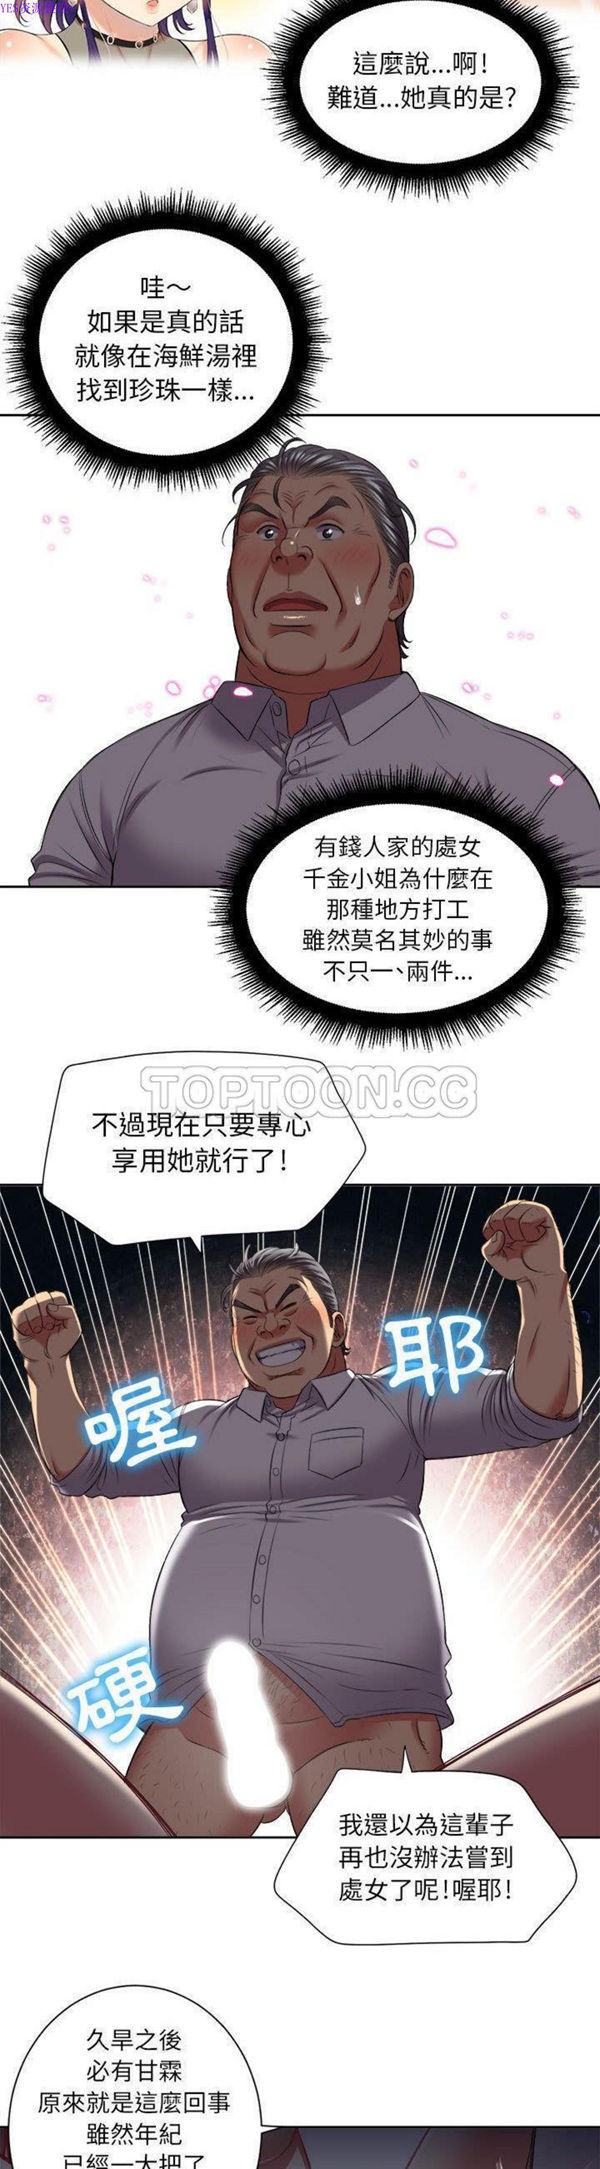 這麼說...啊!
難道...她真的是?
哇～
如果是真的話
就像在海鮮湯裡
找到珍珠一樣...
有錢人家的處女
千金小姐為什麼在
那種地方打工
雖然莫名其妙的事
不只一、兩件...
TOPTOON.CC
不過現在只要專心
享用她就行了!
喔
耶
硬
我還以為這輩子
再也沒辦法嘗到
處女了呢!喔耶!
久旱之後
必有甘霖
原來就是這麼回事
雖然年紀
已經一大把了